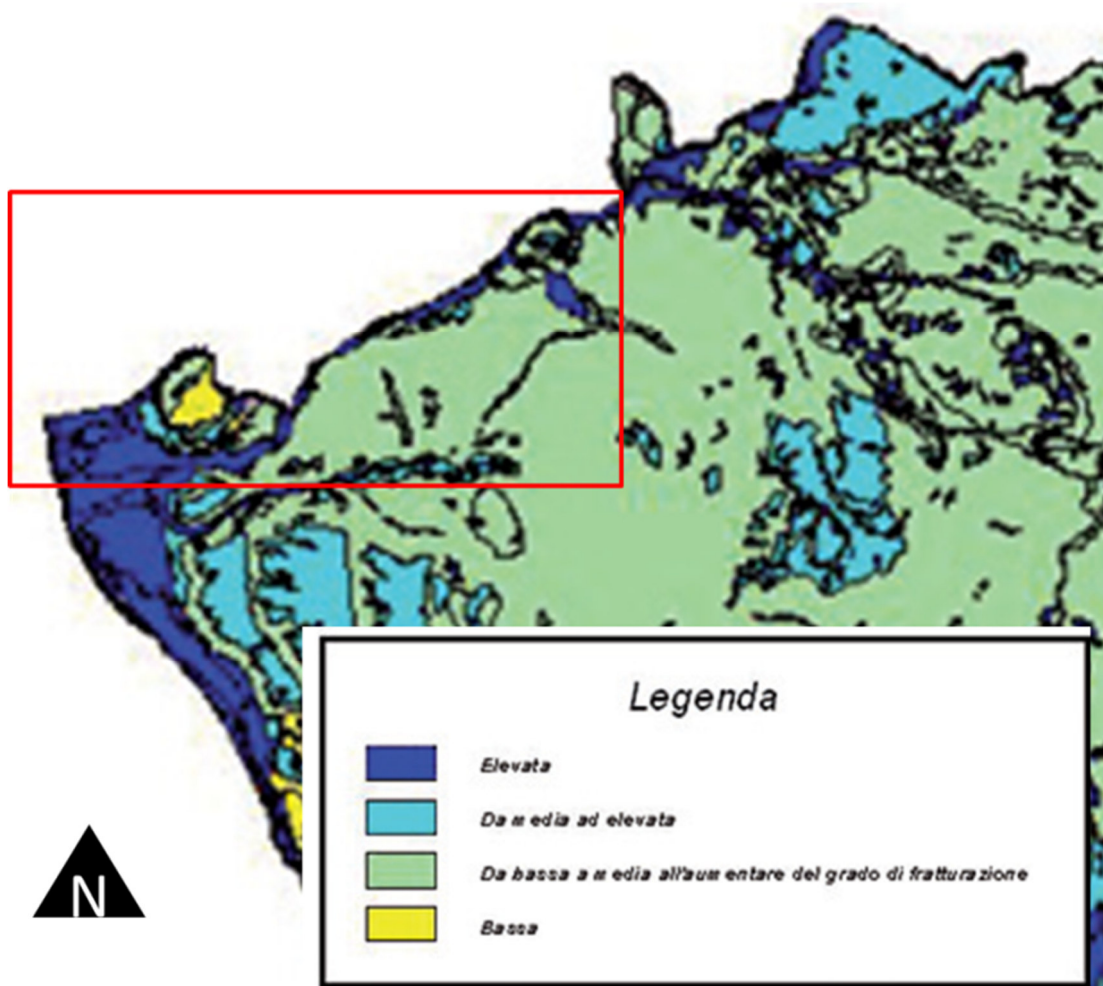 Legenda
Elevata
Da media ad elevata
Da bassa a media all'aumentare del grado di fratturazione
Bassa
N